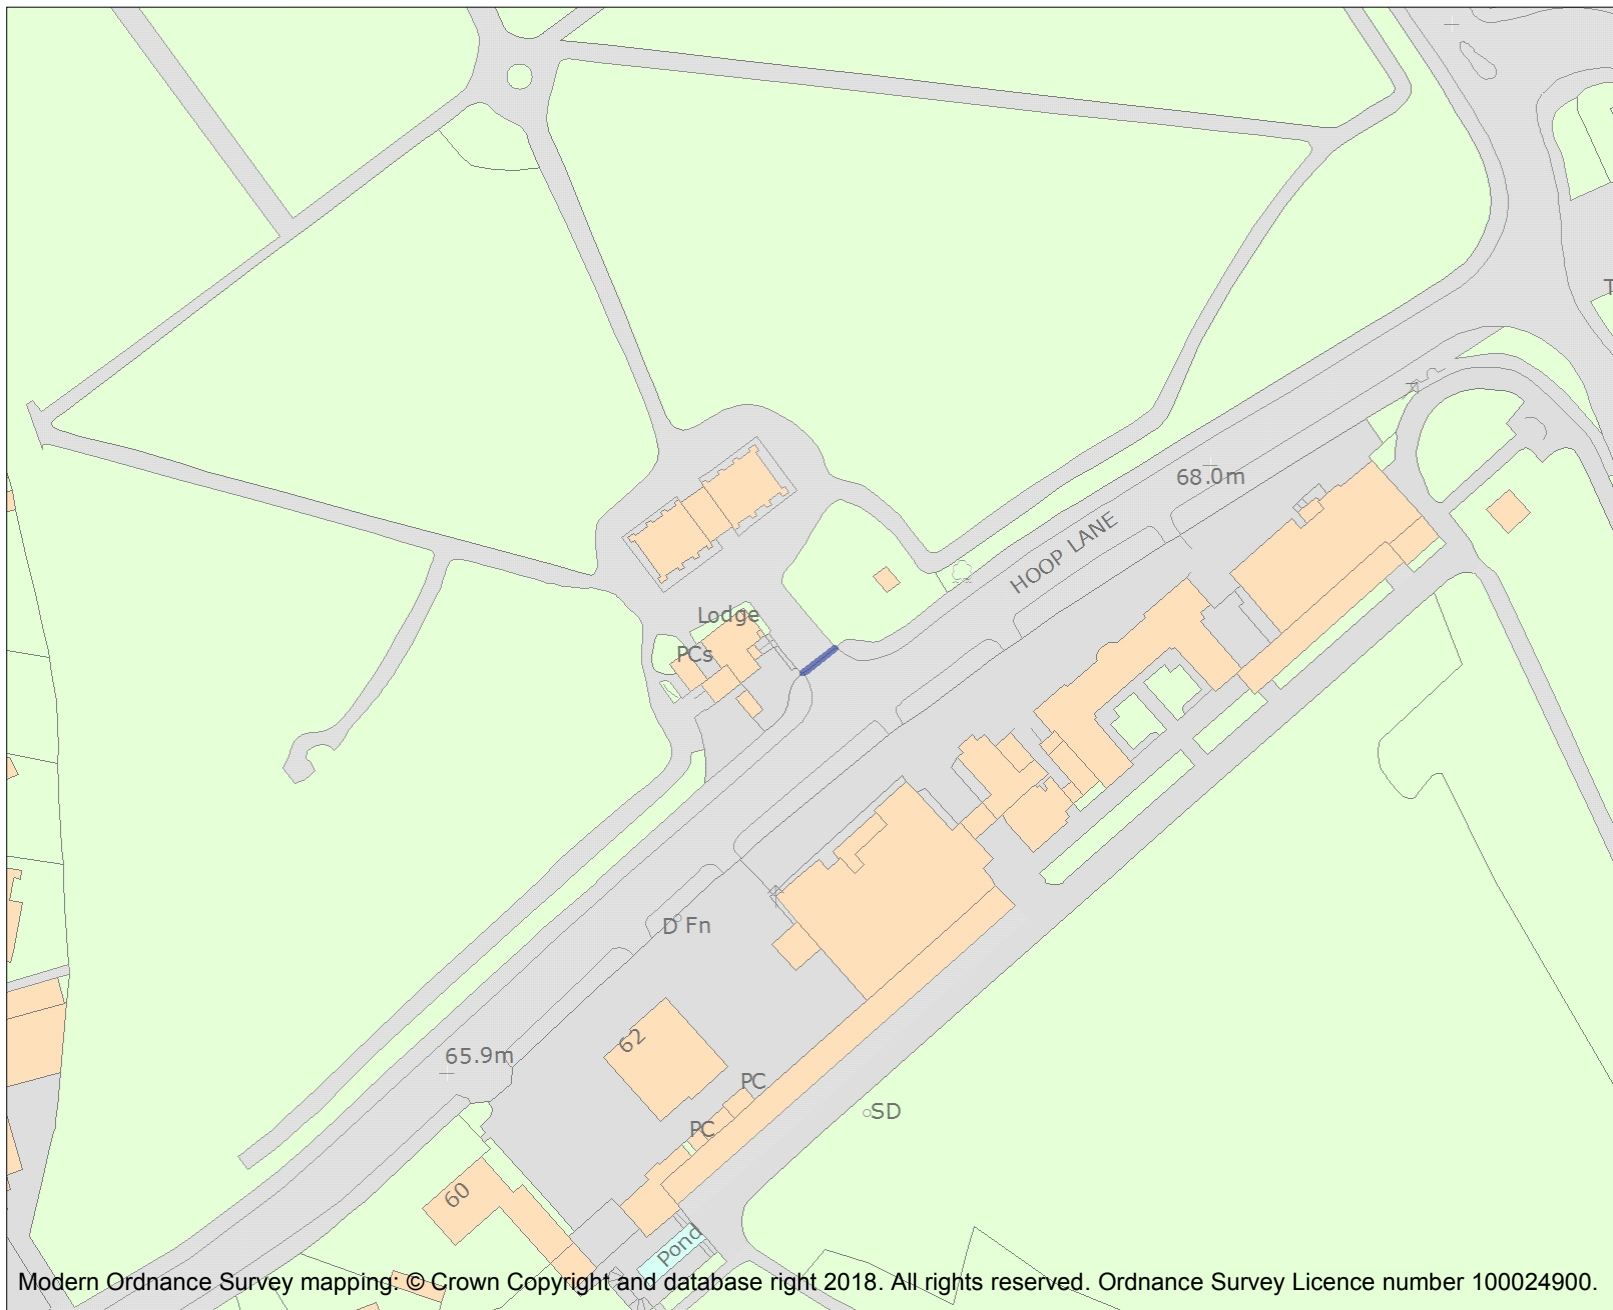 T
68.0m
HOOP LANE
Lodge
PCs
D Fn
62
65.9m
PC
SD
PC
60
Pond
Modern Ordnance Survey mapping: © Crown Copyright and database right 2018. All rights reserved. Ordnance Survey Licence number 100024900.